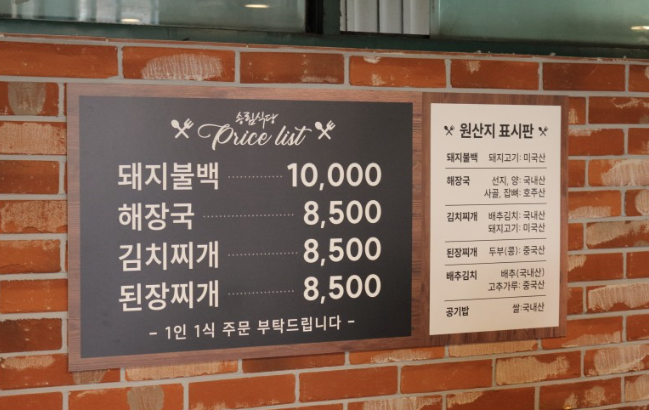 송림식당
Price list
돼지불백 10,000
해장국 8,500
김치찌개 8,500
된장찌개 8,500
- 1인 1식 주문 부탁드립니다 -
원산지 표시판
돼지불백 돼지고기: 미국산
해장국 선지, 양: 국내산
사골, 잡뼈: 호주산
김치찌개 배추김치: 국내산
돼지고기: 미국산
된장찌개 두부(콩): 중국산
배추김치 배추(국내산)
고추가루: 중국산
공기밥 쌀:국내산